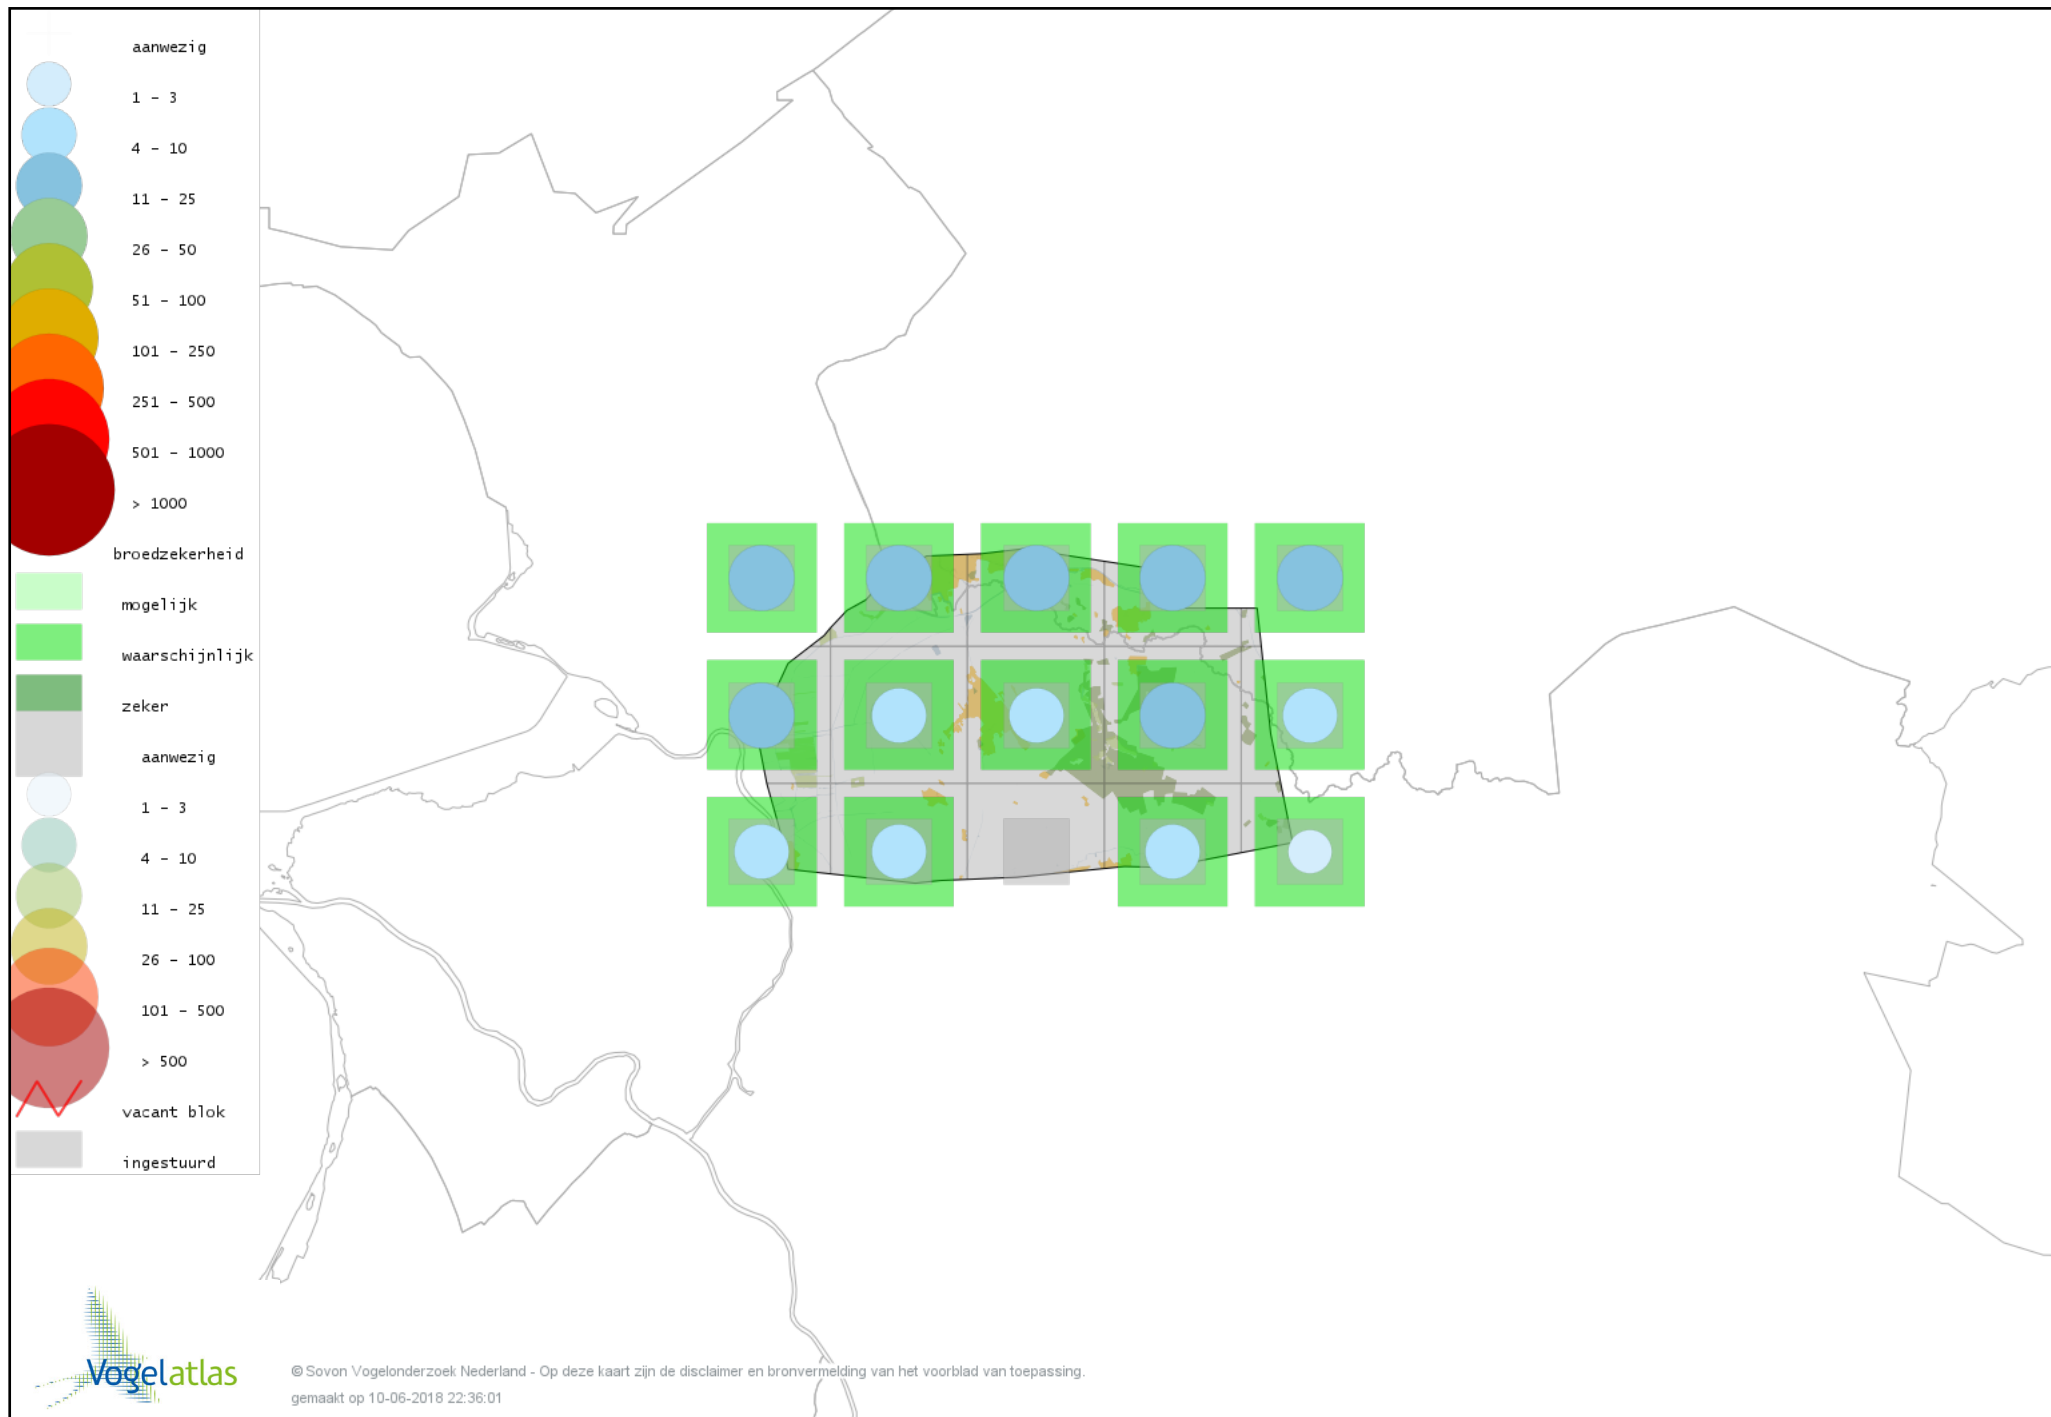 aanwezig
1 - 3
4 - 10
11 - 25
26 - 50
51 - 100
101 - 250
251 - 500
501 - 1000
> 1000
broedzekerheid
mogelijk
waarschijnlijk
zeker
aanwezig
1 - 3
4 - 10
11 - 25
26 - 100
101 - 500
> 500
vacant blok
ingestuurd
Vogelatlas
© Sovon Vogelonderzoek Nederland - Op deze kaart zijn de disclaimer en bronvermelding van het voorblad van toepassing.
gemaakt op 10-06-2018 22:36:01